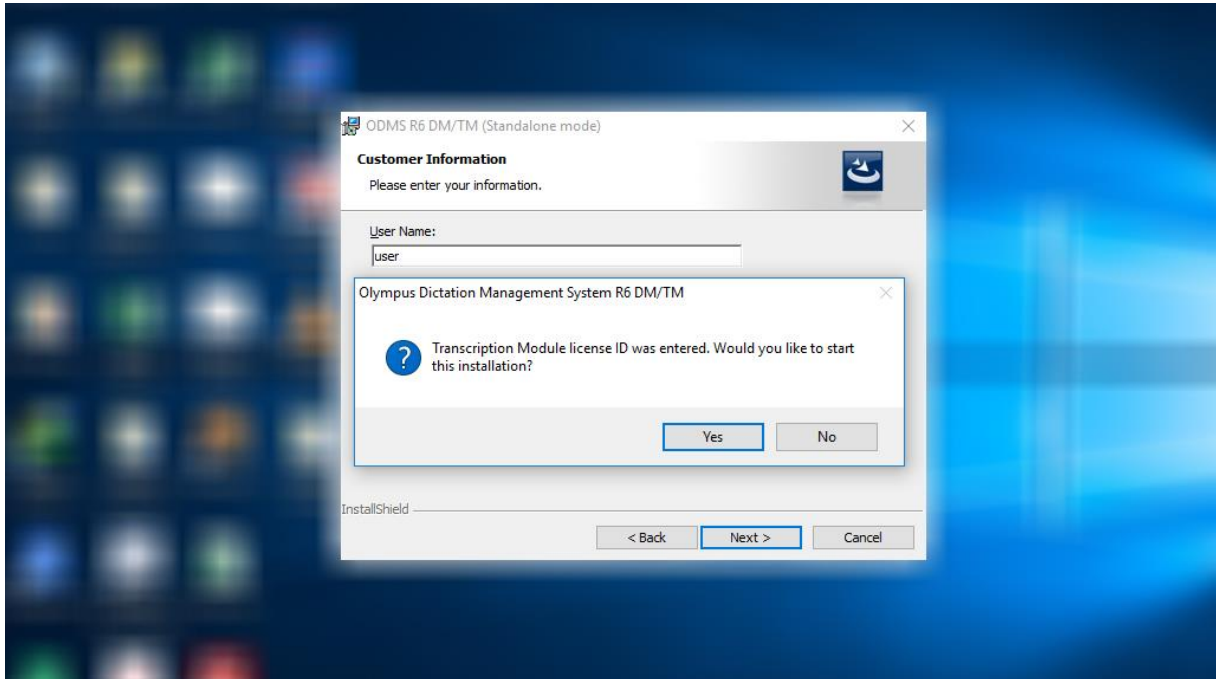 ODMS R6 DM/TM (Standalone mode)
Customer Information
Please enter your information.
User Name:
user
Olympus Dictation Management System R6 DM/TM
Transcription Module license ID was entered. Would you like to start
this installation?
Yes No
InstallShield
< Back Next > Cancel